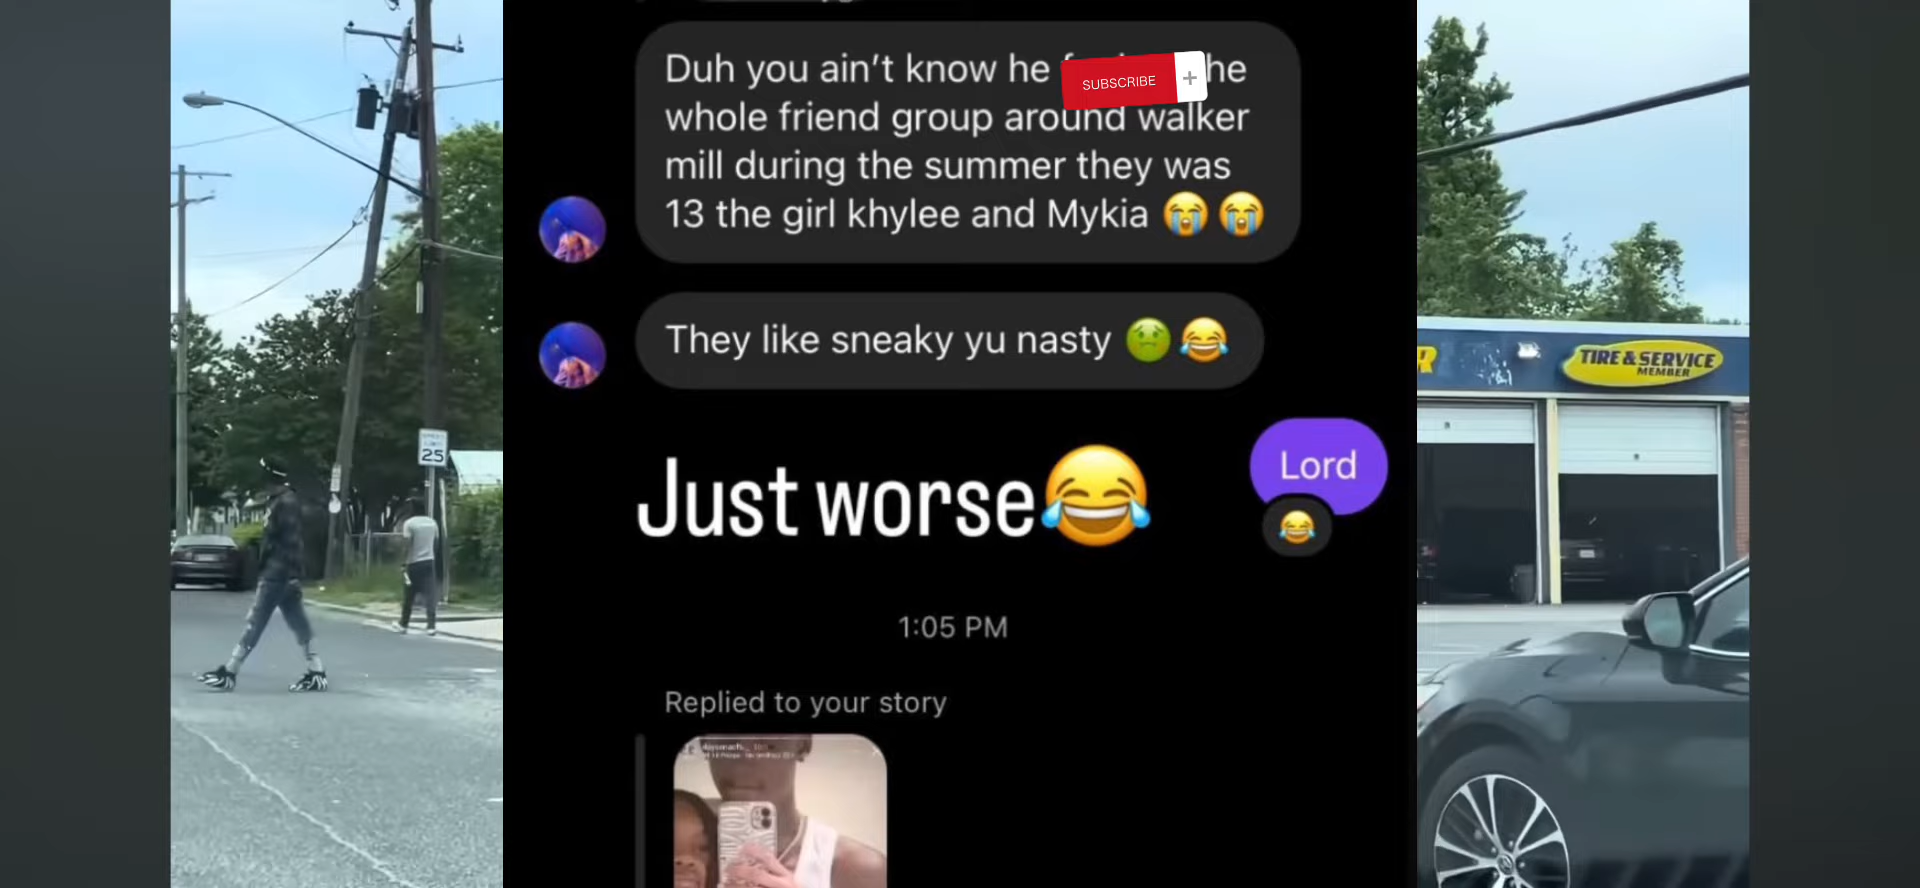 Duh you ain't know he he
SUBSCRIBE +
whole friend group around walker
mill during the summer they was
13 the girl khylee and Mykia 😭😭
They like sneaky yu nasty 🤢😂
Lord
😂
Just worse😂
1:05 PM
Replied to your story
25
TIRE & SERVICE
MEMBER